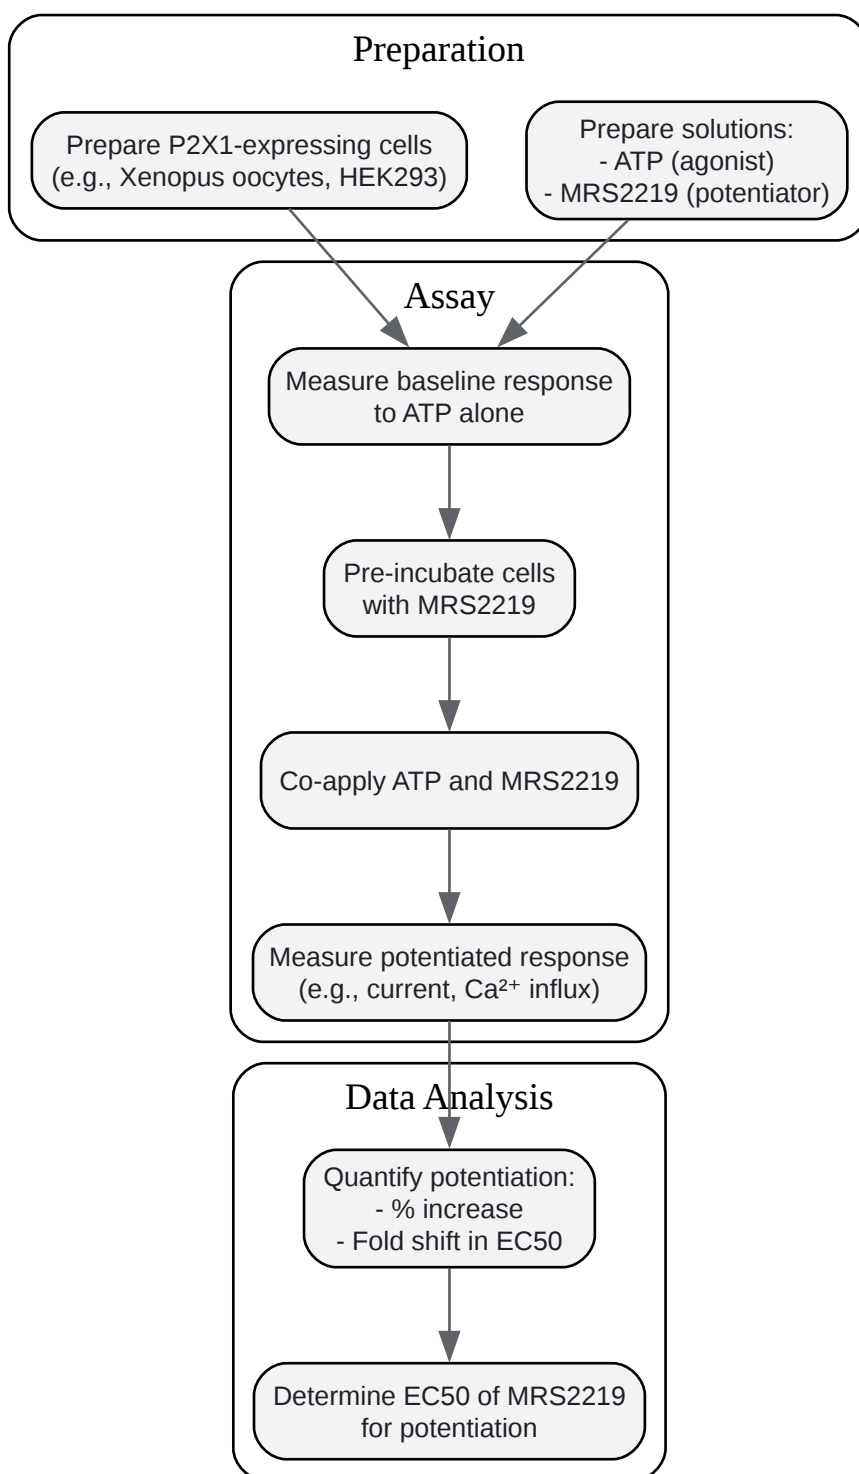 Preparation
Prepare P2X1-expressing cells
(e.g., Xenopus oocytes, HEK293)
Prepare solutions:
- ATP (agonist)
- MRS2219 (potentiator)
Assay
Measure baseline response
to ATP alone
Pre-incubate cells
with MRS2219
Co-apply ATP and MRS2219
Measure potentiated response
(e.g., current, Ca²⁺ influx)
Data Analysis
Quantify potentiation:
- % increase
- Fold shift in EC50
Determine EC50 of MRS2219
for potentiation